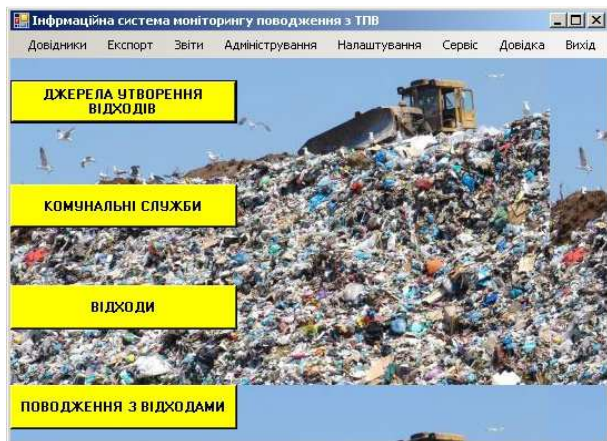 Інфрмаційна система моніторингу поводження з ТПВ
Довідники Експорт Звіти Адміністрування Налаштування Сервіс Довідка Вихід
ДЖЕРЕЛА УТВОРЕННЯ
ВІДХОДІВ
КОМУНАЛЬНІ СЛУЖБИ
ВІДХОДИ
ПОВОДЖЕННЯ З ВІДХОДАМИ